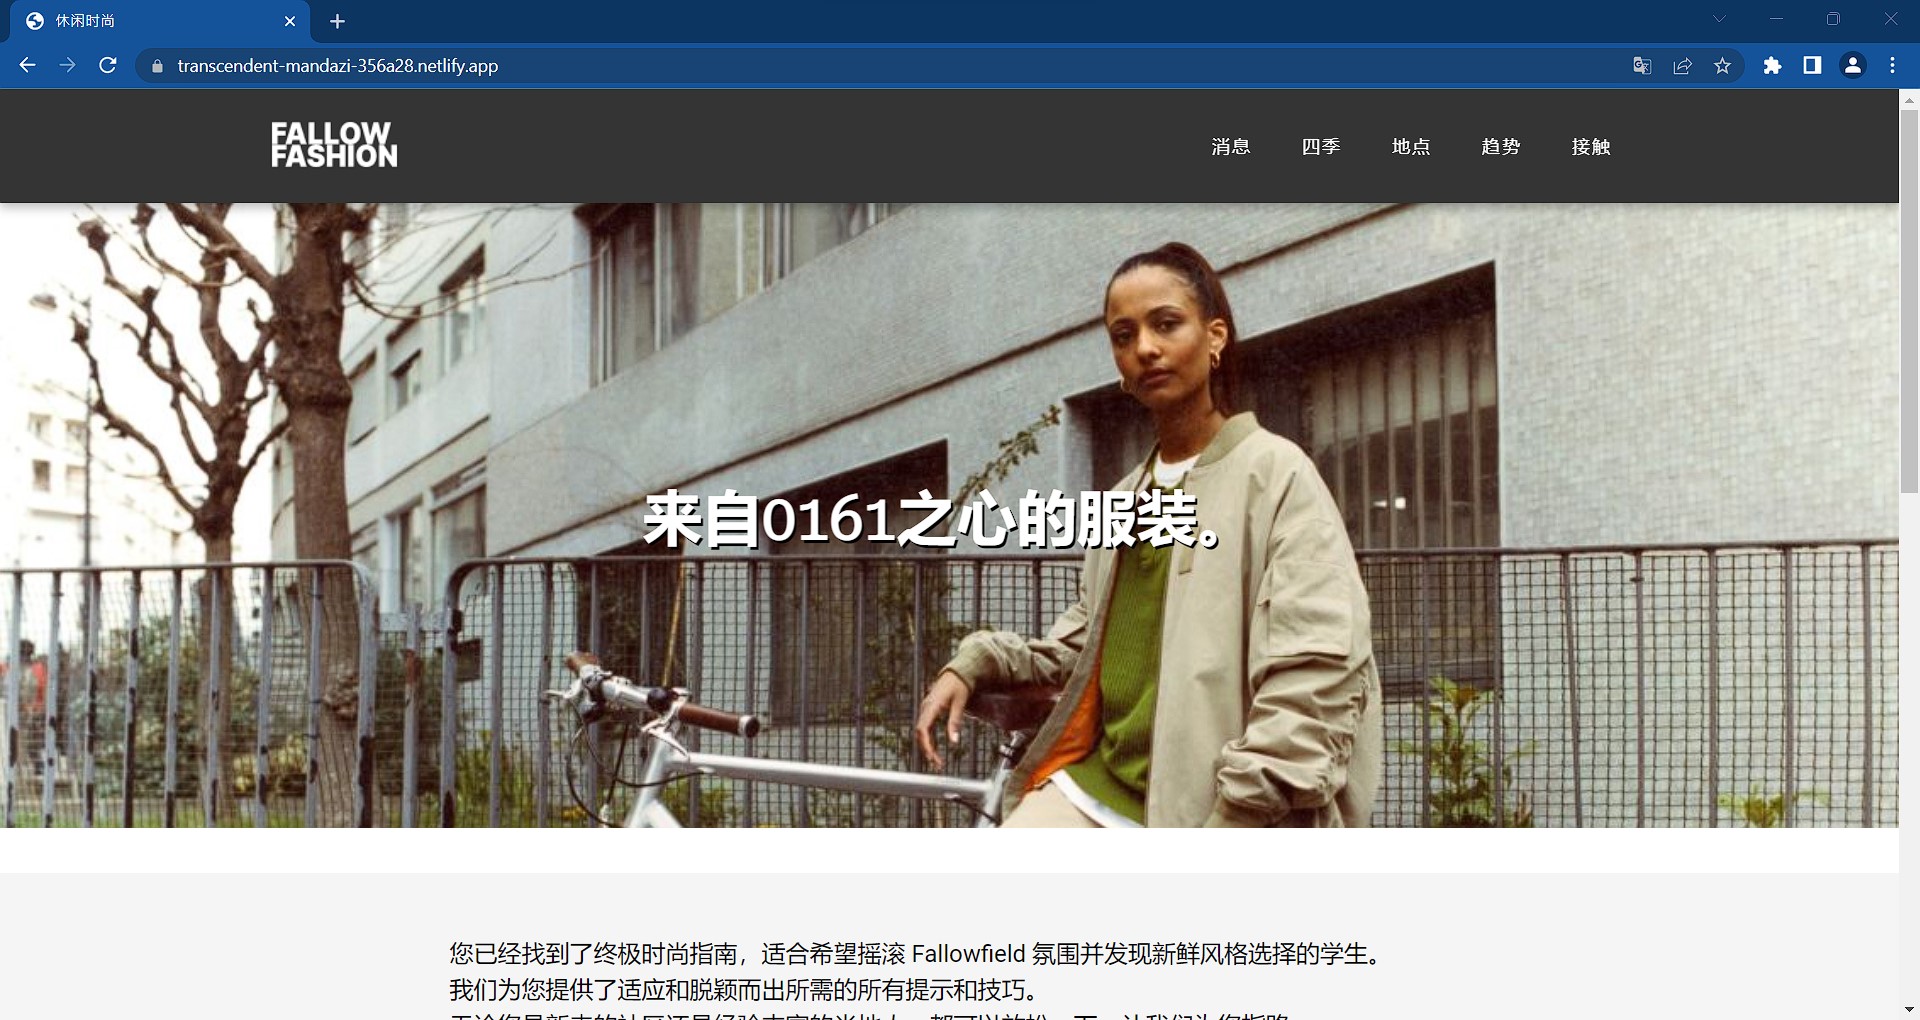 休闲时尚
transcendent-mandazi-356a28.netlify.app
FALLOW
FASHION
消息 四季 地点 趋势 接触
来自0161之心的服装。
您已经找到了终极时尚指南，适合希望摇滚 Fallowfield 氛围并发现新鲜风格选择的学生。
我们为您提供了适应和脱颖而出所需的所有提示和技巧。